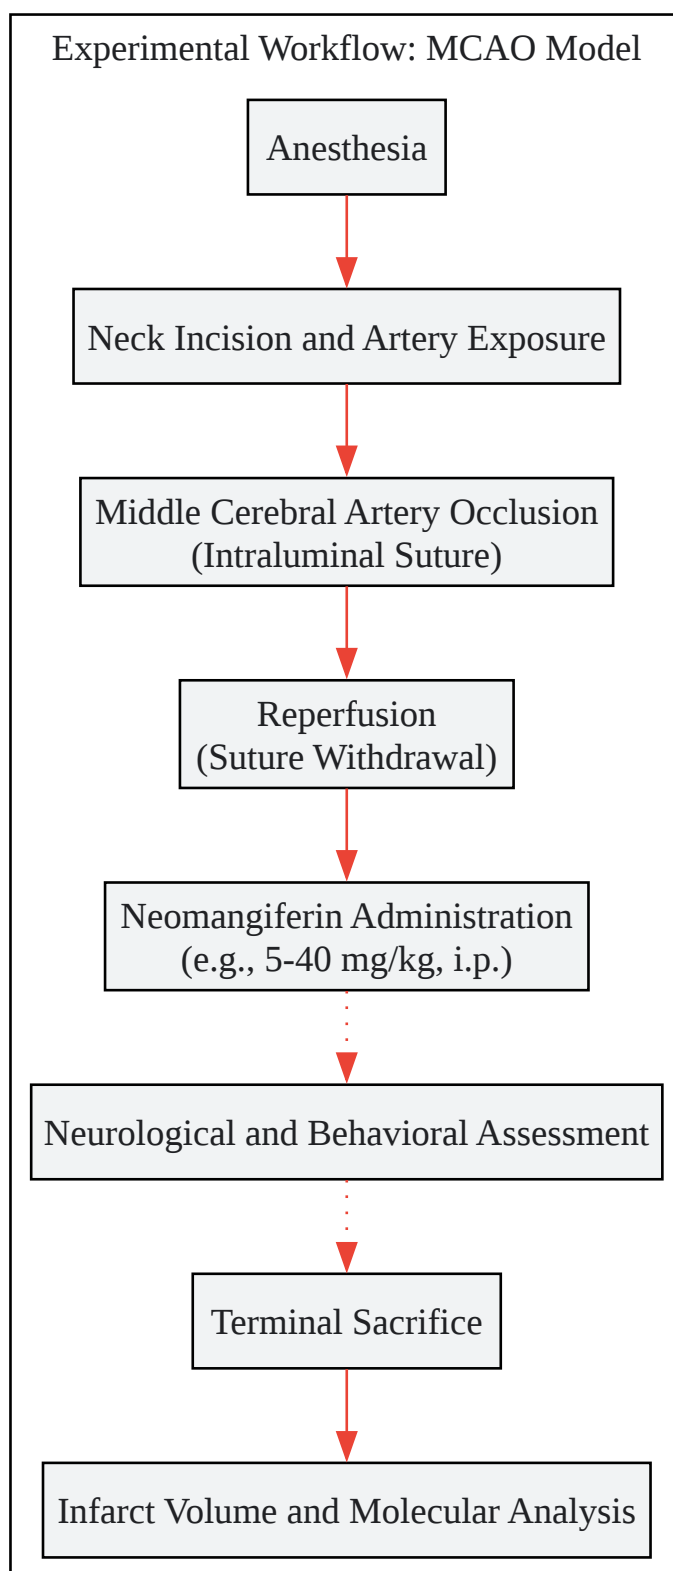 Experimental Workflow: MCAO Model
Anesthesia
Neck Incision and Artery Exposure
Middle Cerebral Artery Occlusion
(Intraluminal Suture)
Reperfusion
(Suture Withdrawal)
Neomangiferin Administration
(e.g., 5-40 mg/kg, i.p.)
Neurological and Behavioral Assessment
Terminal Sacrifice
Infarct Volume and Molecular Analysis